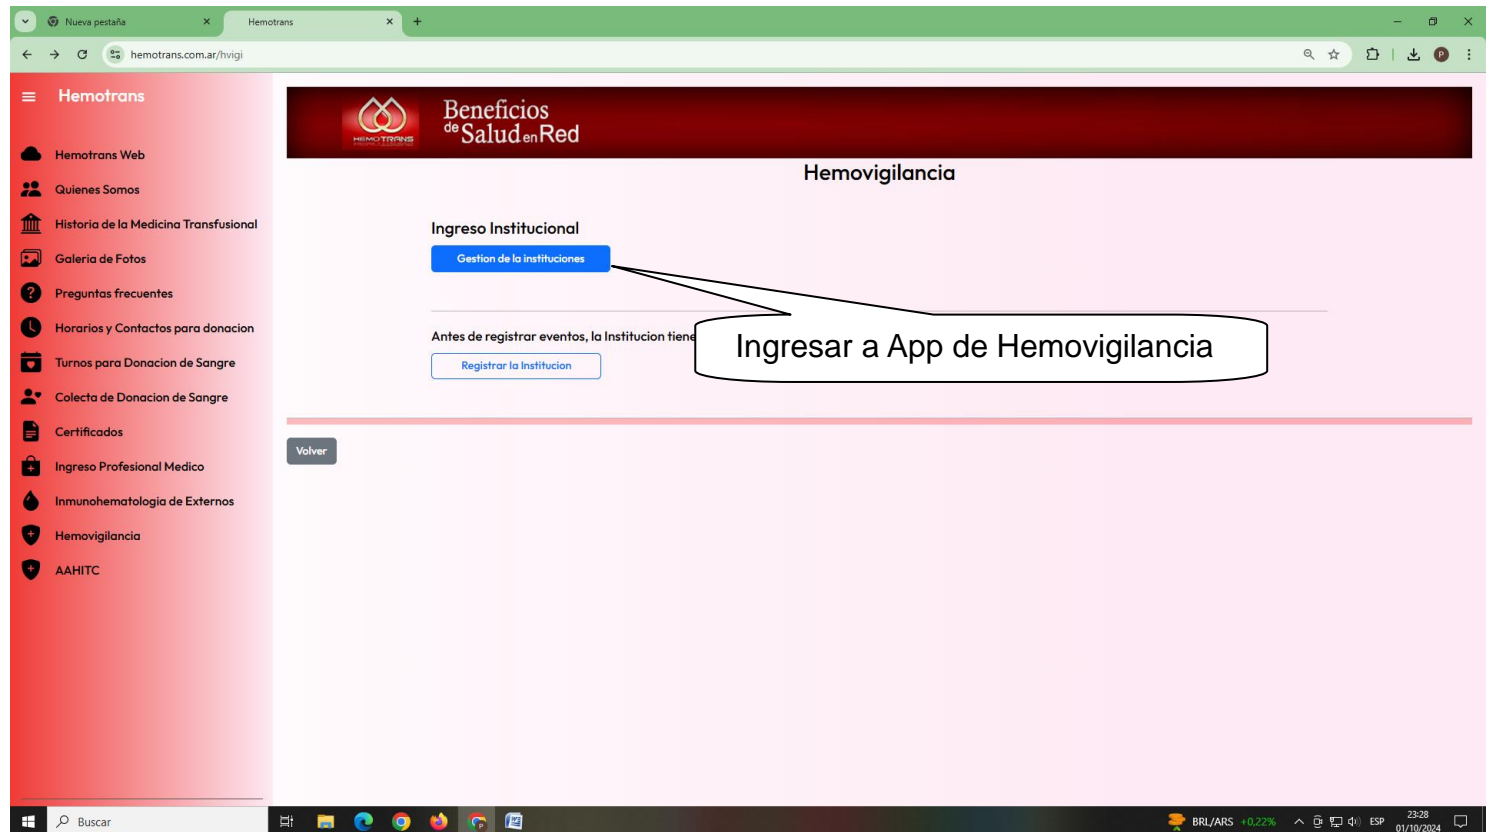 Nueva pestaña
Hemotrans
hemotrans.com.ar/hvigi
P
Hemotrans
Hemotrans Web
Quienes Somos
Historia de la Medicina Transfusional
Galeria de Fotos
Preguntas frecuentes
Horarios y Contactos para donacion
Turnos para Donacion de Sangre
Colecta de Donacion de Sangre
Certificados
Ingreso Profesional Medico
Inmunohematologia de Externos
Hemovigilancia
AAHITC
HEMOTRANS
Beneficios
de Salud en Red
Hemovigilancia
Ingreso Institucional
Gestion de la instituciones
Antes de registrar eventos, la Institucion tiene
Registrar la Institucion
Ingresar a App de Hemovigilancia
Volver
Buscar
BRL/ARS +0,22%
ESP
23:28
01/10/2024